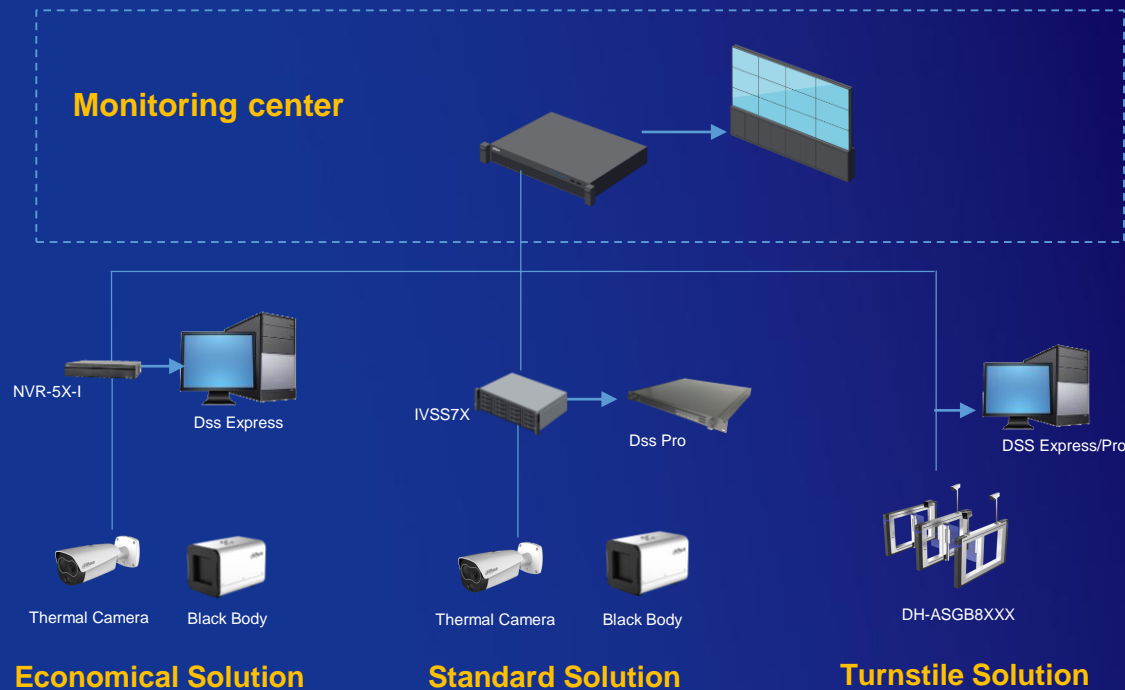 Monitoring center
NVR-5X-I
Dss Express
IVSS7X
Dss Pro
DSS Express/Pro
Thermal Camera
Black Body
Thermal Camera
Black Body
DH-ASGB8XXX
Economical Solution
Standard Solution
Turnstile Solution